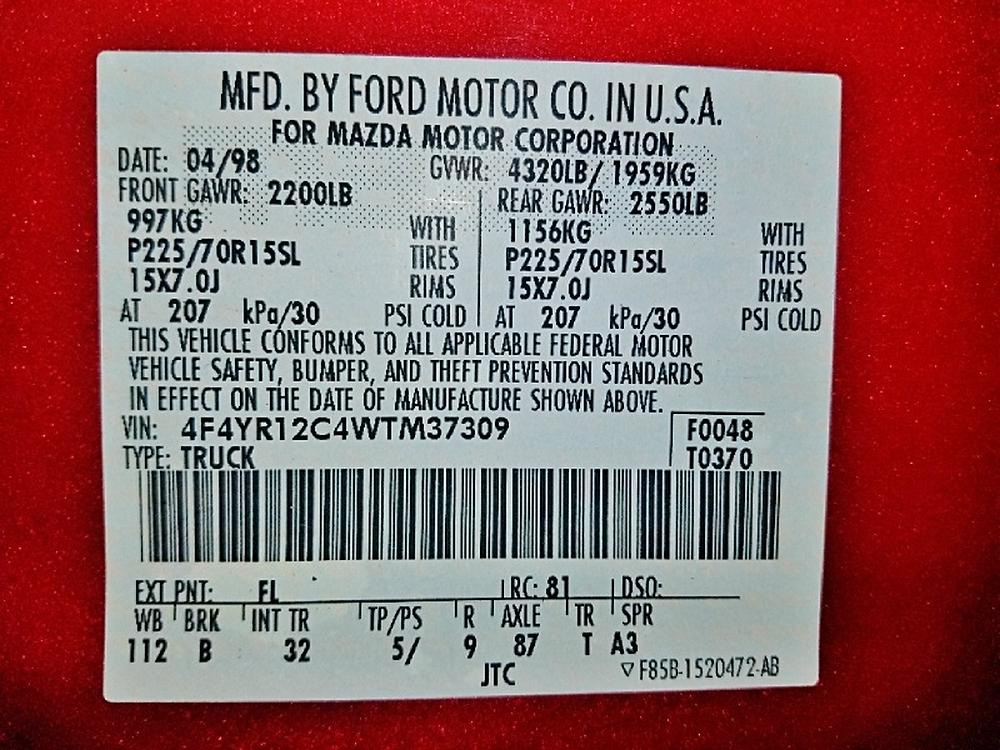 MFD. BY FORD MOTOR CO. IN U.S.A.
FOR MAZDA MOTOR CORPORATION
DATE: 04/98 GVWR: 4320LB/ 1959KG
FRONT GAWR: 2200LB REAR GAWR: 2550LB
997KG WITH 1156KG WITH
P225/70R15SL TIRES P225/70R15SL TIRES
15X7.0J RIMS 15X7.0J RIMS
AT 207 kPa/30 PSI COLD AT 207 kPa/30 PSI COLD
THIS VEHICLE CONFORMS TO ALL APPLICABLE FEDERAL MOTOR
VEHICLE SAFETY, BUMPER, AND THEFT PREVENTION STANDARDS
IN EFFECT ON THE DATE OF MANUFACTURE SHOWN ABOVE.
VIN: 4F4YR12C4WTM37309 F0048
TYPE: TRUCK T0370
EXT PNT: FL RC: 81 DSO:
WB BRK INT TR TP/PS R AXLE TR SPR
112 B 32 5/ 9 87 T A3
JTC ▽F85B-1520472-AB